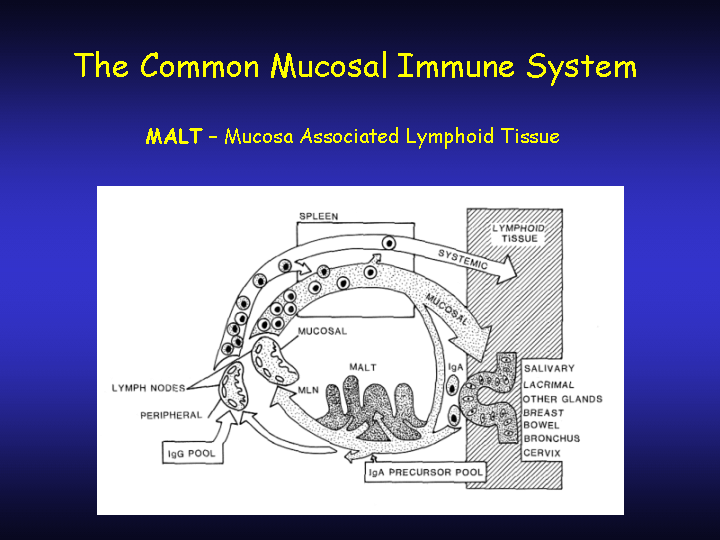 The Common Mucosal Immune System
MALT – Mucosa Associated Lymphoid Tissue
SPLEEN
LYMPHOID
TISSUE
SYSTEMIC
MUCOSAL
MUCOSAL
MALT
IgA
LYMPH NODES
MLN
PERIPHERAL
IgG POOL
IgA PRECURSOR POOL
SALIVARY
LACRIMAL
OTHER GLANDS
BREAST
BOWEL
BRONCHUS
CERVIX